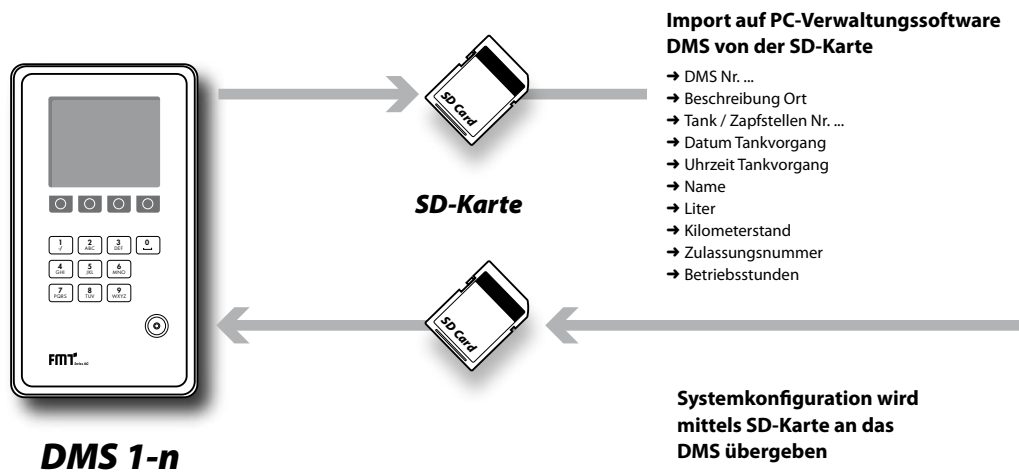 Import auf PC-Verwaltungssoftware
DMS von der SD-Karte
➔ DMS Nr. ...
➔ Beschreibung Ort
➔ Tank / Zapfstellen Nr. ...
➔ Datum Tankvorgang
➔ Uhrzeit Tankvorgang
➔ Name
➔ Liter
➔ Kilometerstand
➔ Zulassungsnummer
➔ Betriebsstunden
SD Card
SD-Karte
1 2 3 0
ABC DEF
4 5 6
GHI JKL MNO
7 8 9
PQRS TUV WXYZ
FMT
Swiss AG
DMS 1-n
SD Card
Systemkonfiguration wird
mittels SD-Karte an das
DMS übergeben